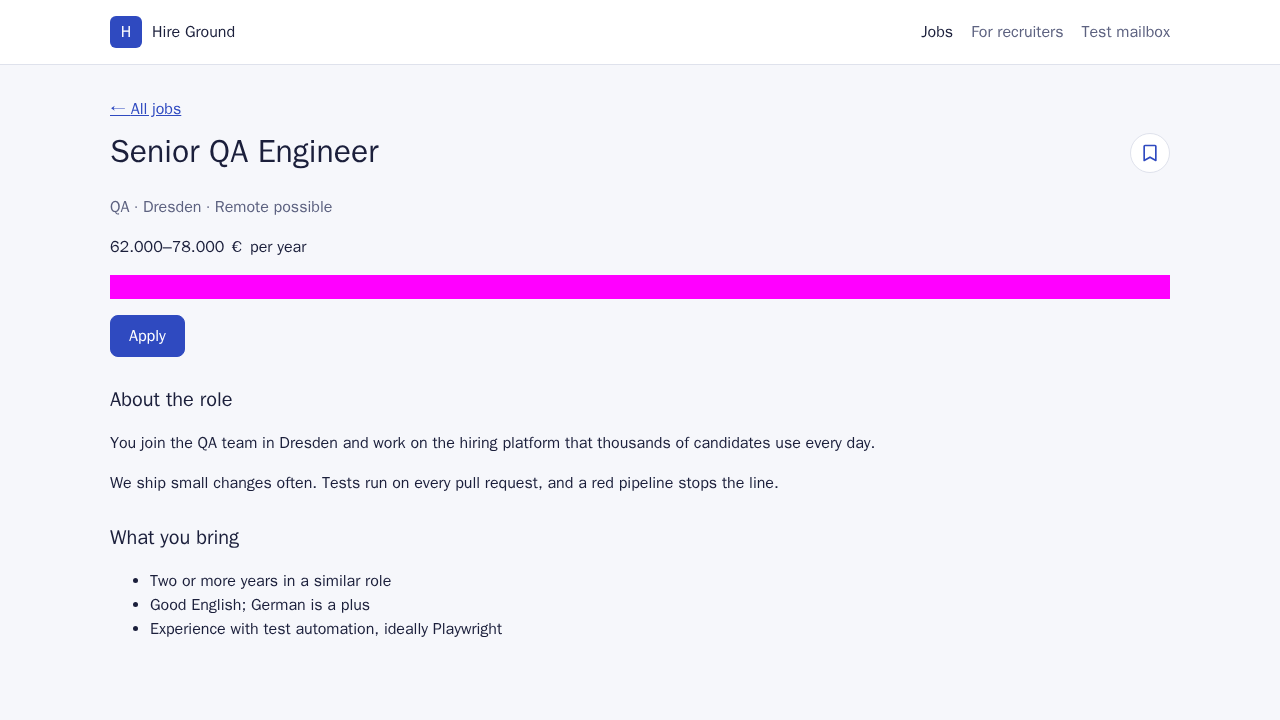 H Hire Ground Jobs For recruiters Test mailbox
← All jobs
Senior QA Engineer
QA · Dresden · Remote possible
62.000–78.000 € per year
Apply
About the role
You join the QA team in Dresden and work on the hiring platform that thousands of candidates use every day.
We ship small changes often. Tests run on every pull request, and a red pipeline stops the line.
What you bring
• Two or more years in a similar role
• Good English; German is a plus
• Experience with test automation, ideally Playwright